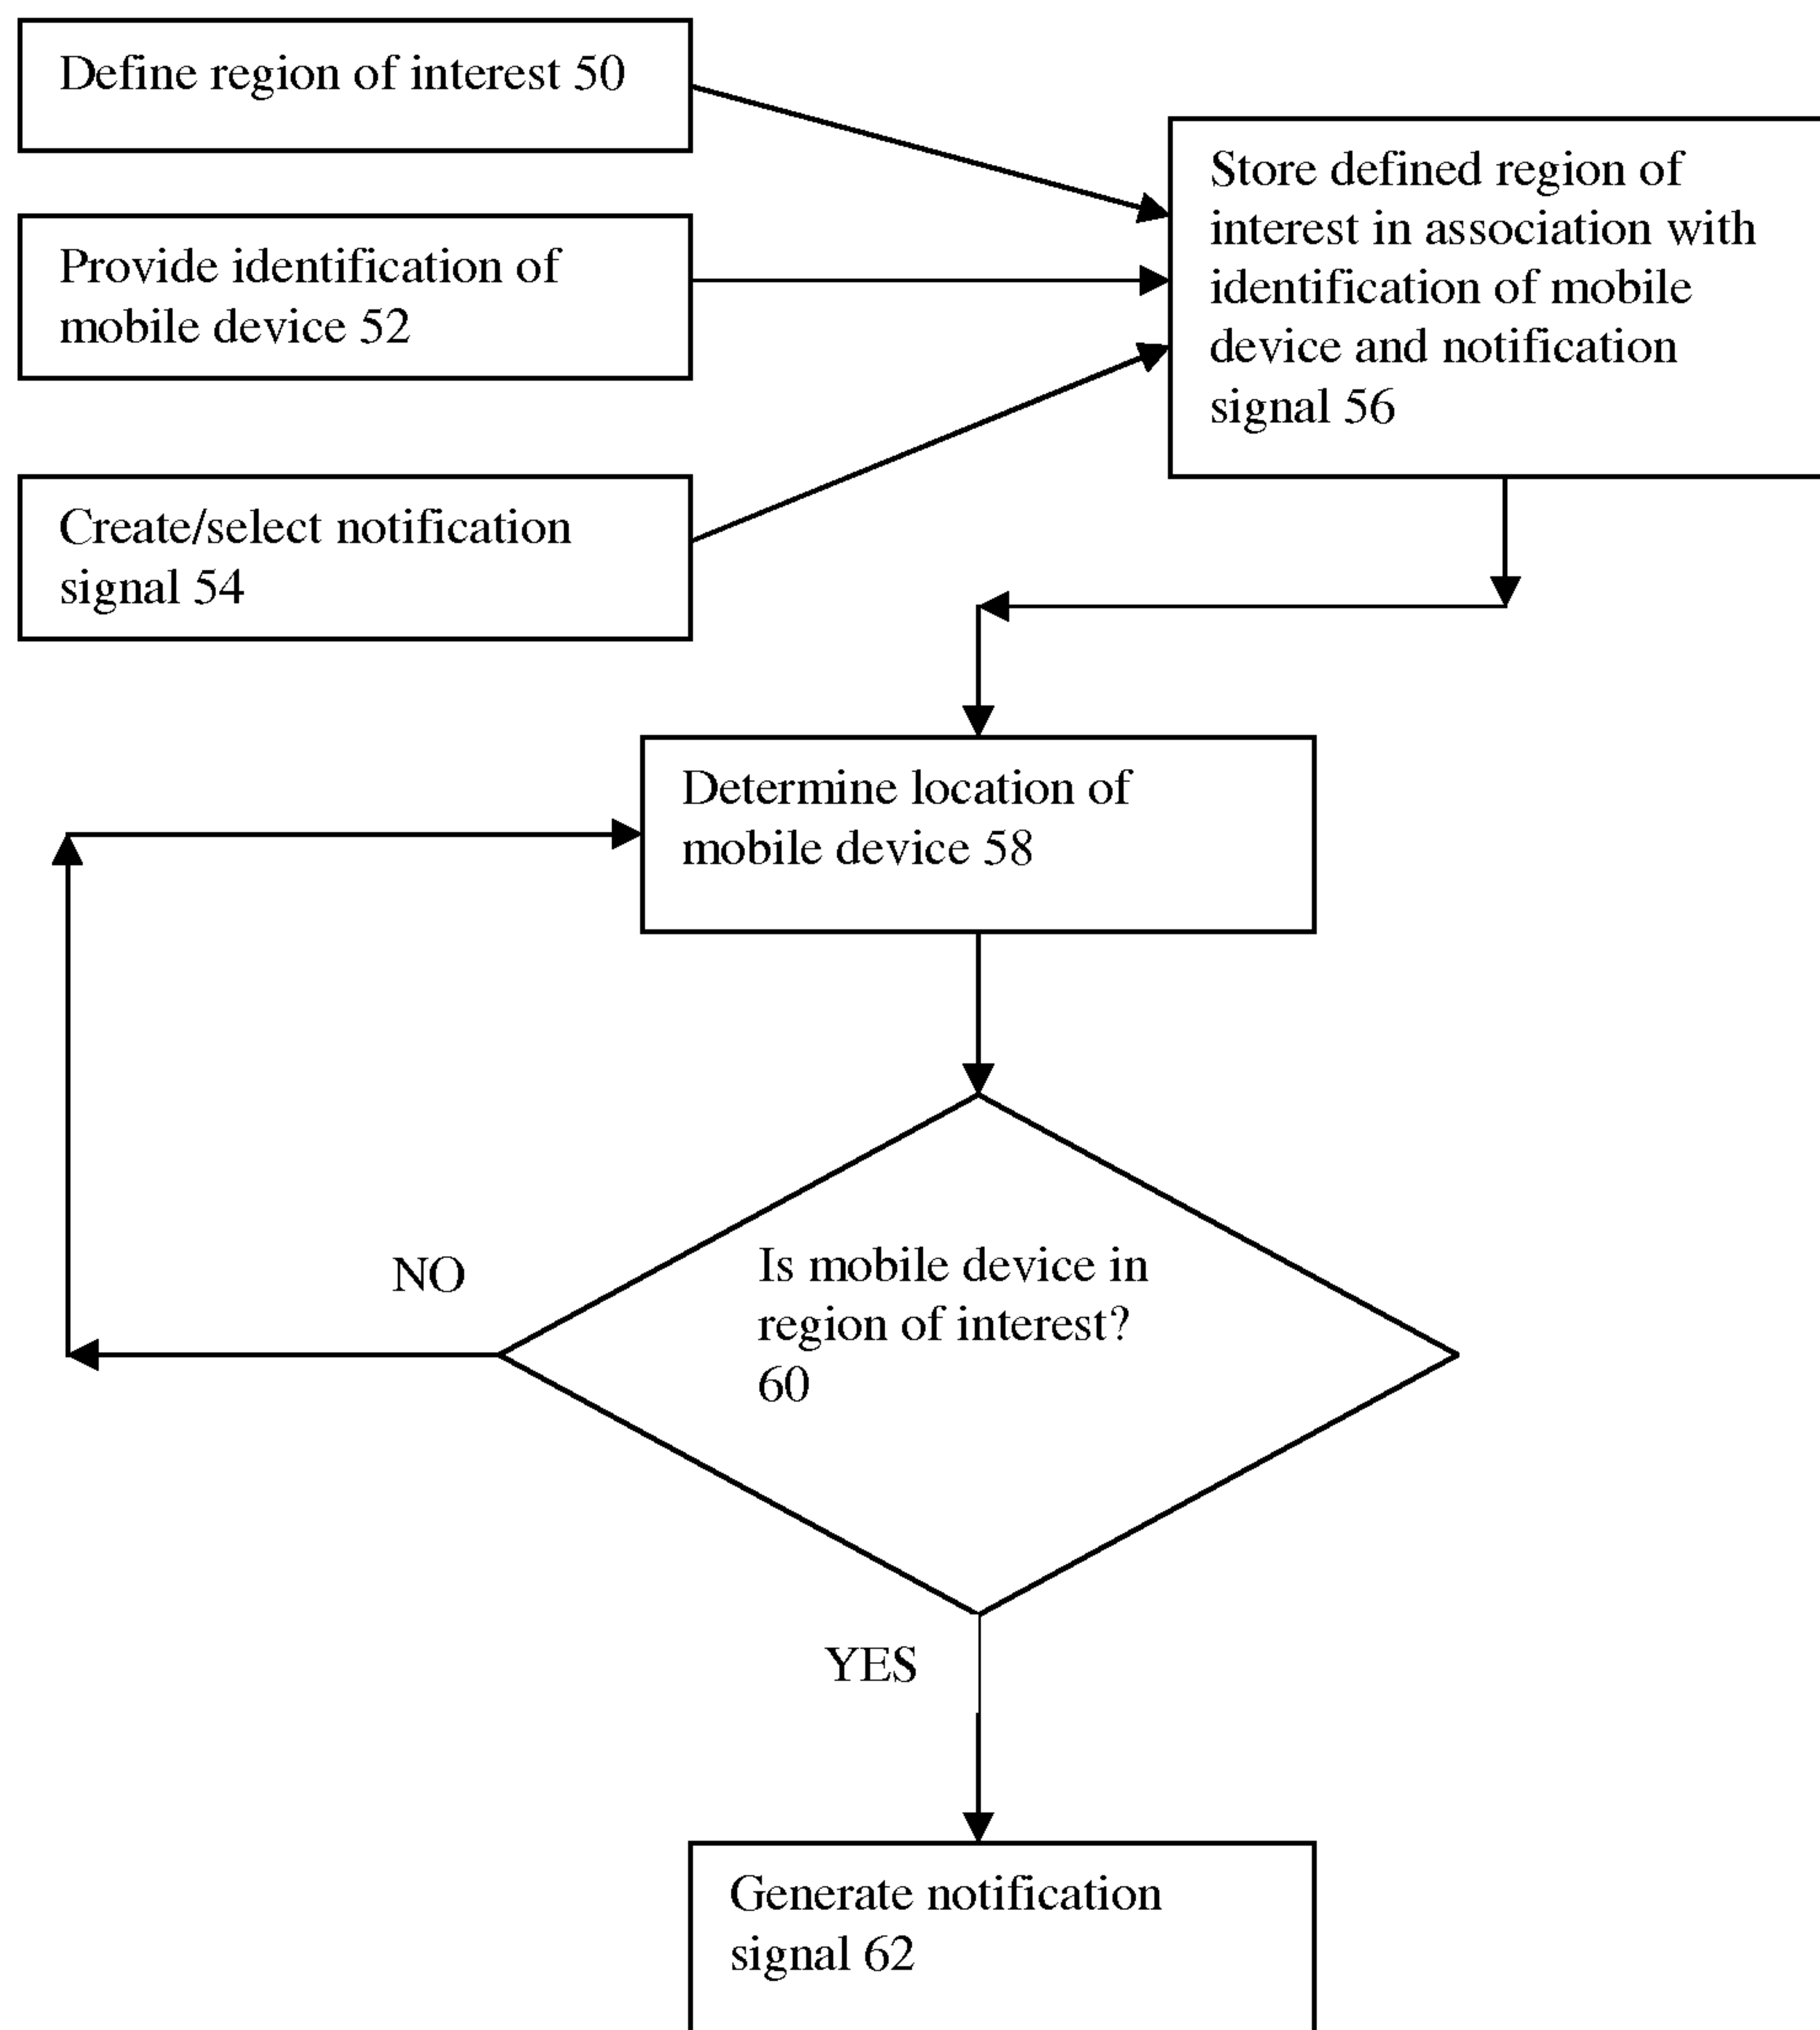 Define region of interest 50
Provide identification of
mobile device 52
Create/select notification
signal 54
Store defined region of
interest in association with
identification of mobile
device and notification
signal 56
Determine location of
mobile device 58
Is mobile device in
region of interest?
60
NO
YES
Generate notification
signal 62